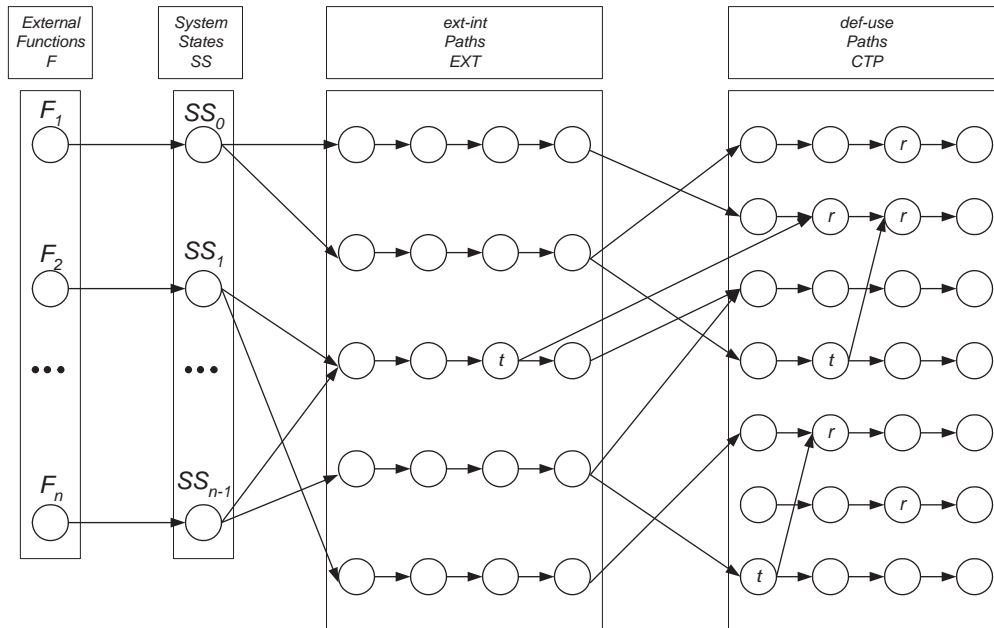 External
Functions
F
System
States
SS
ext-int
Paths
EXT
def-use
Paths
CTP
F1
SS0
r
r
r
F2
SS1
t
t
...
...
r
Fn
SSn-1
r
t